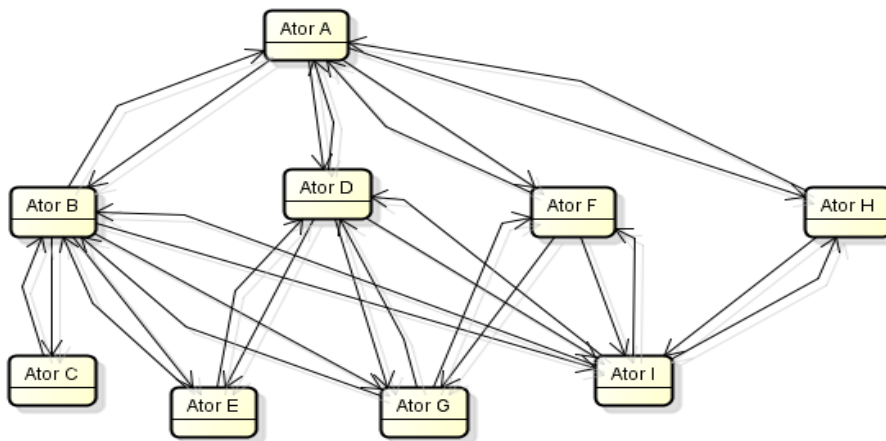 Ator A
Ator D
Ator B
Ator F
Ator H
Ator C
Ator I
Ator E
Ator G